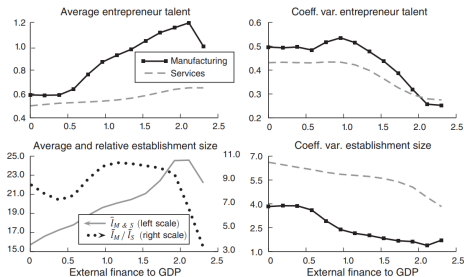 Average entrepreneur talent
1.2
1.0
0.8
0.6
0.4
Manufacturing
Services
0 0.5 1.0 1.5 2.0 2.5
Coeff. var. entrepreneur talent
0.6
0.5
0.4
0.3
0.2
0 0.5 1.0 1.5 2.0 2.5
Average and relative establishment size
25.0
23.0
21.0
19.0
17.0
15.0
11.0
9.0
7.0
5.0
3.0
l̄M & S (left scale)
l̄M / l̄S (right scale)
0 0.5 1.0 1.5 2.0 2.5
External finance to GDP
Coeff. var. establishment size
7.0
5.5
4.0
2.5
1.0
0 0.5 1.0 1.5 2.0 2.5
External finance to GDP